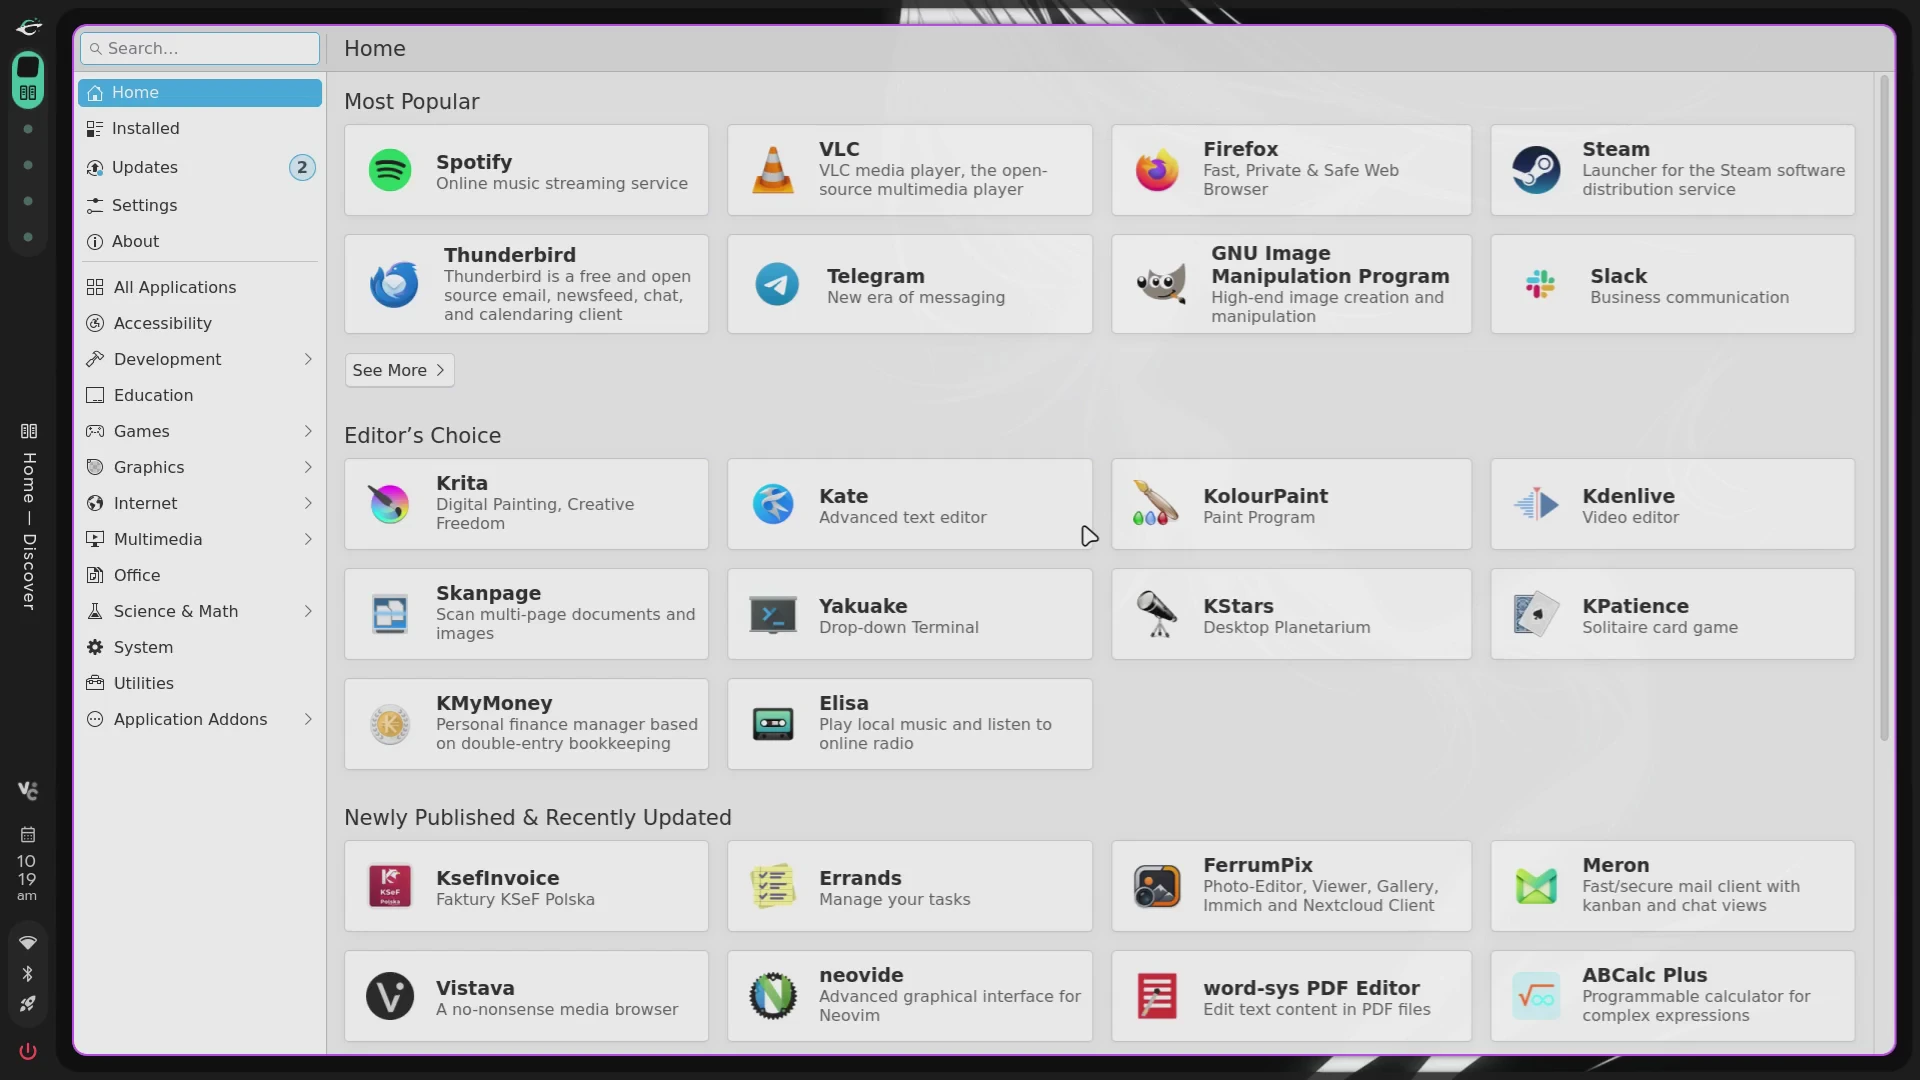 Search...
Home
Home
Installed
Updates
2
Settings
About
All Applications
Accessibility
Development
Education
Games
Graphics
Internet
Multimedia
Office
Science & Math
System
Utilities
Application Addons
Most Popular
Spotify
Online music streaming service
VLC
VLC media player, the open-
source multimedia player
Firefox
Fast, Private & Safe Web
Browser
Steam
Launcher for the Steam software
distribution service
Thunderbird
Thunderbird is a free and open
source email, newsfeed, chat,
and calendaring client
Telegram
New era of messaging
GNU Image
Manipulation Program
High-end image creation and
manipulation
Slack
Business communication
See More
Editor’s Choice
Krita
Digital Painting, Creative
Freedom
Kate
Advanced text editor
KolourPaint
Paint Program
Kdenlive
Video editor
Skanpage
Scan multi-page documents and
images
Yakuake
Drop-down Terminal
KStars
Desktop Planetarium
KPatience
Solitaire card game
KMyMoney
Personal finance manager based
on double-entry bookkeeping
Elisa
Play local music and listen to
online radio
Newly Published & Recently Updated
KSeF
Polska
KsefInvoice
Faktury KSeF Polska
Errands
Manage your tasks
FerrumPix
Photo-Editor, Viewer, Gallery,
Immich and Nextcloud Client
Meron
Fast/secure mail client with
kanban and chat views
Vistava
A no-nonsense media browser
neovide
Advanced graphical interface for
Neovim
word-sys PDF Editor
Edit text content in PDF files
ABCalc Plus
Programmable calculator for
complex expressions
Home — Discover
10
19
am